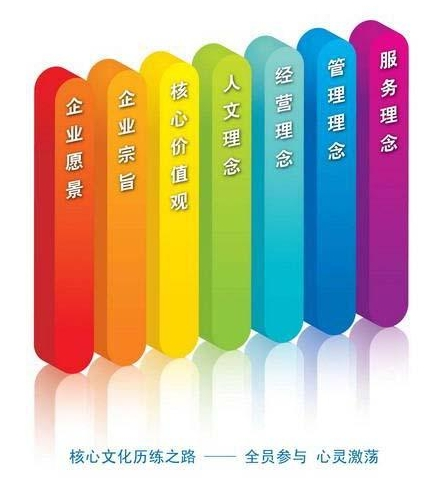 企业愿景
企业宗旨
核心价值观
人文理念
经营理念
管理理念
服务理念
核心文化历练之路 —— 全员参与 心灵激荡